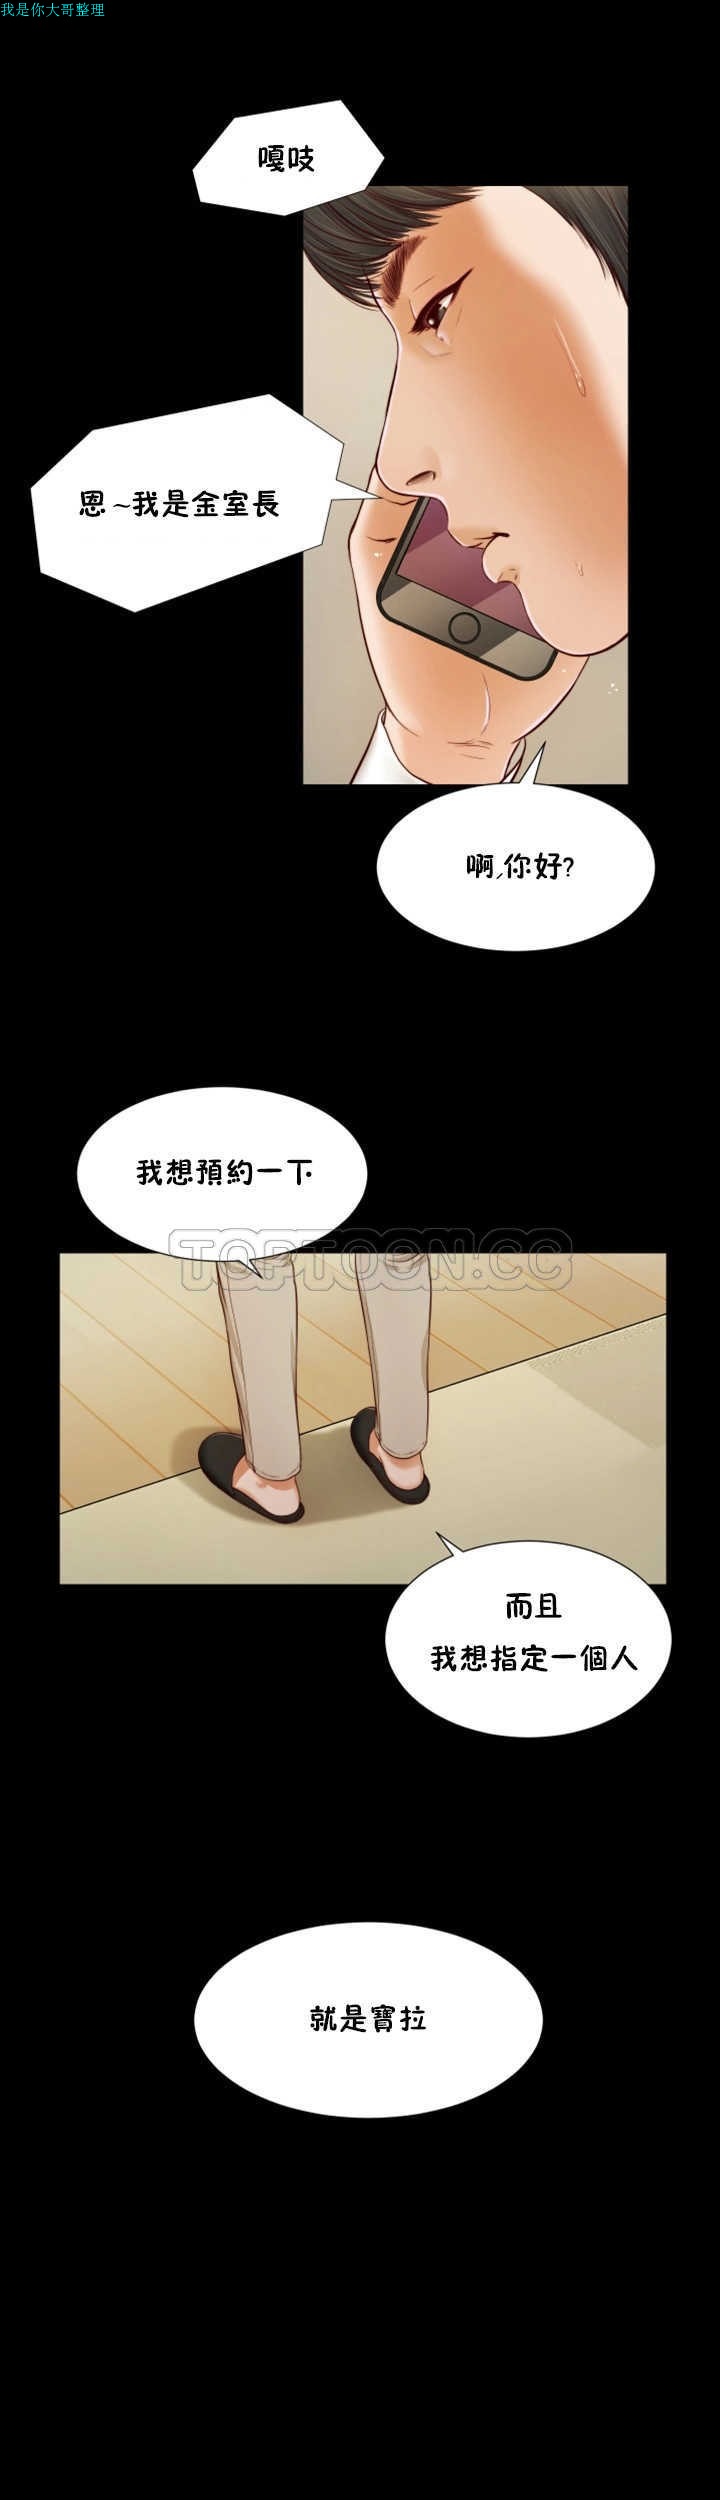 我是你大哥整理
嘎吱
恩~我是金室長
啊,你好?
我想預約一下
TOPTOON.CC
而且
我想指定一個人
就是寶拉